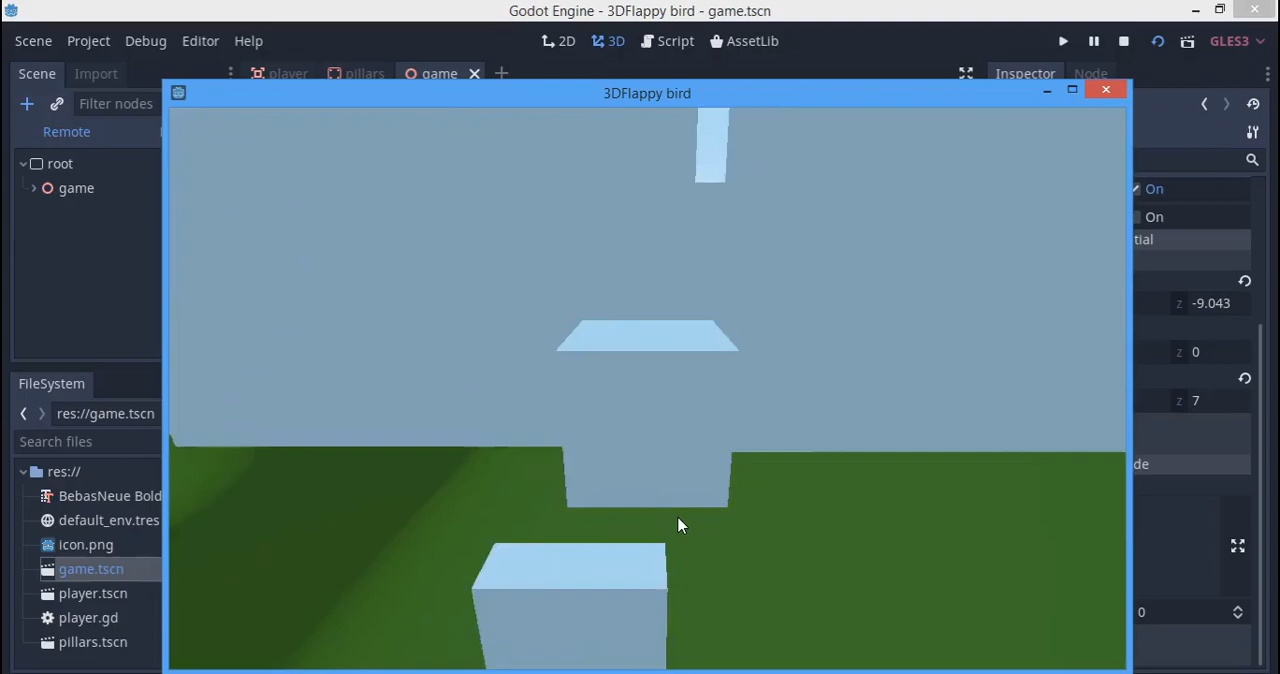 Godot Engine - 3DFlappy bird - game.tscn
Scene Project Debug Editor Help 2D 3D Script AssetLib GLES3
Scene Import player pillars game Inspector Node
Filter nodes 3DFlappy bird
Remote
root
game
On
On
tial
z -9.043
z 0
z 7
de
0
FileSystem
res://game.tscn
Search files
res://
BebasNeue Bold
default_env.tres
icon.png
game.tscn
player.tscn
player.gd
pillars.tscn